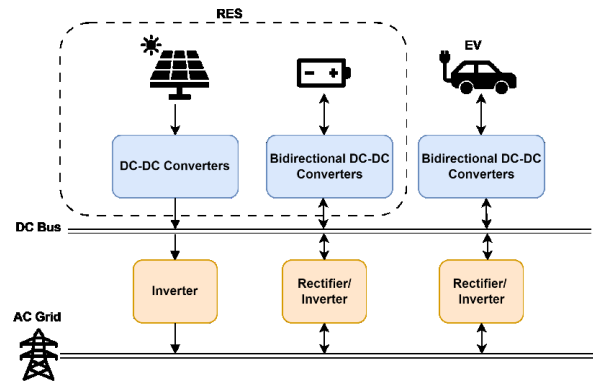 RES
EV
DC-DC Converters
Bidirectional DC-DC
Converters
Bidirectional DC-DC
Converters
DC Bus
Inverter
Rectifier/
Inverter
Rectifier/
Inverter
AC Grid